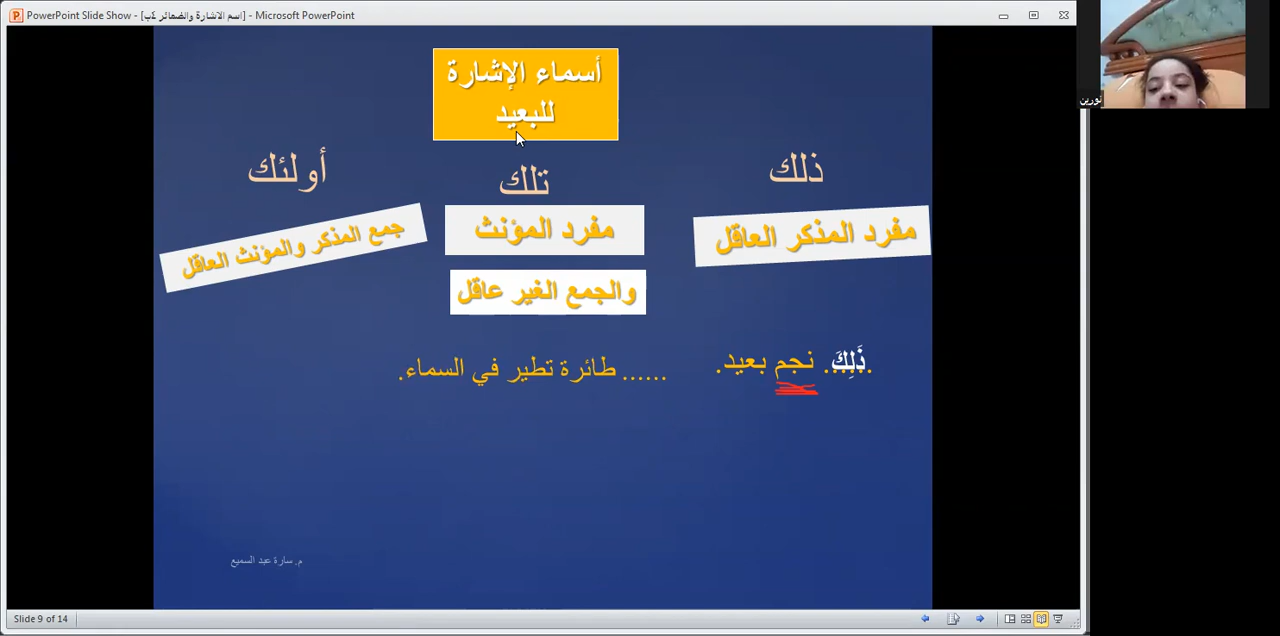 PowerPoint Slide Show - [اسم الاشارة والضمائر ٤ب] - Microsoft PowerPoint
نورين
أسماء الإشارة
للبعيد
ذلك
تلك
أولئك
مفرد المذكر العاقل
مفرد المؤنث
جمع المذكر والمؤنث العاقل
والجمع الغير عاقل
ذَلِكَ...... نجم بعيد.
...... طائرة تطير في السماء.
م. سارة عبد السميع
Slide 9 of 14